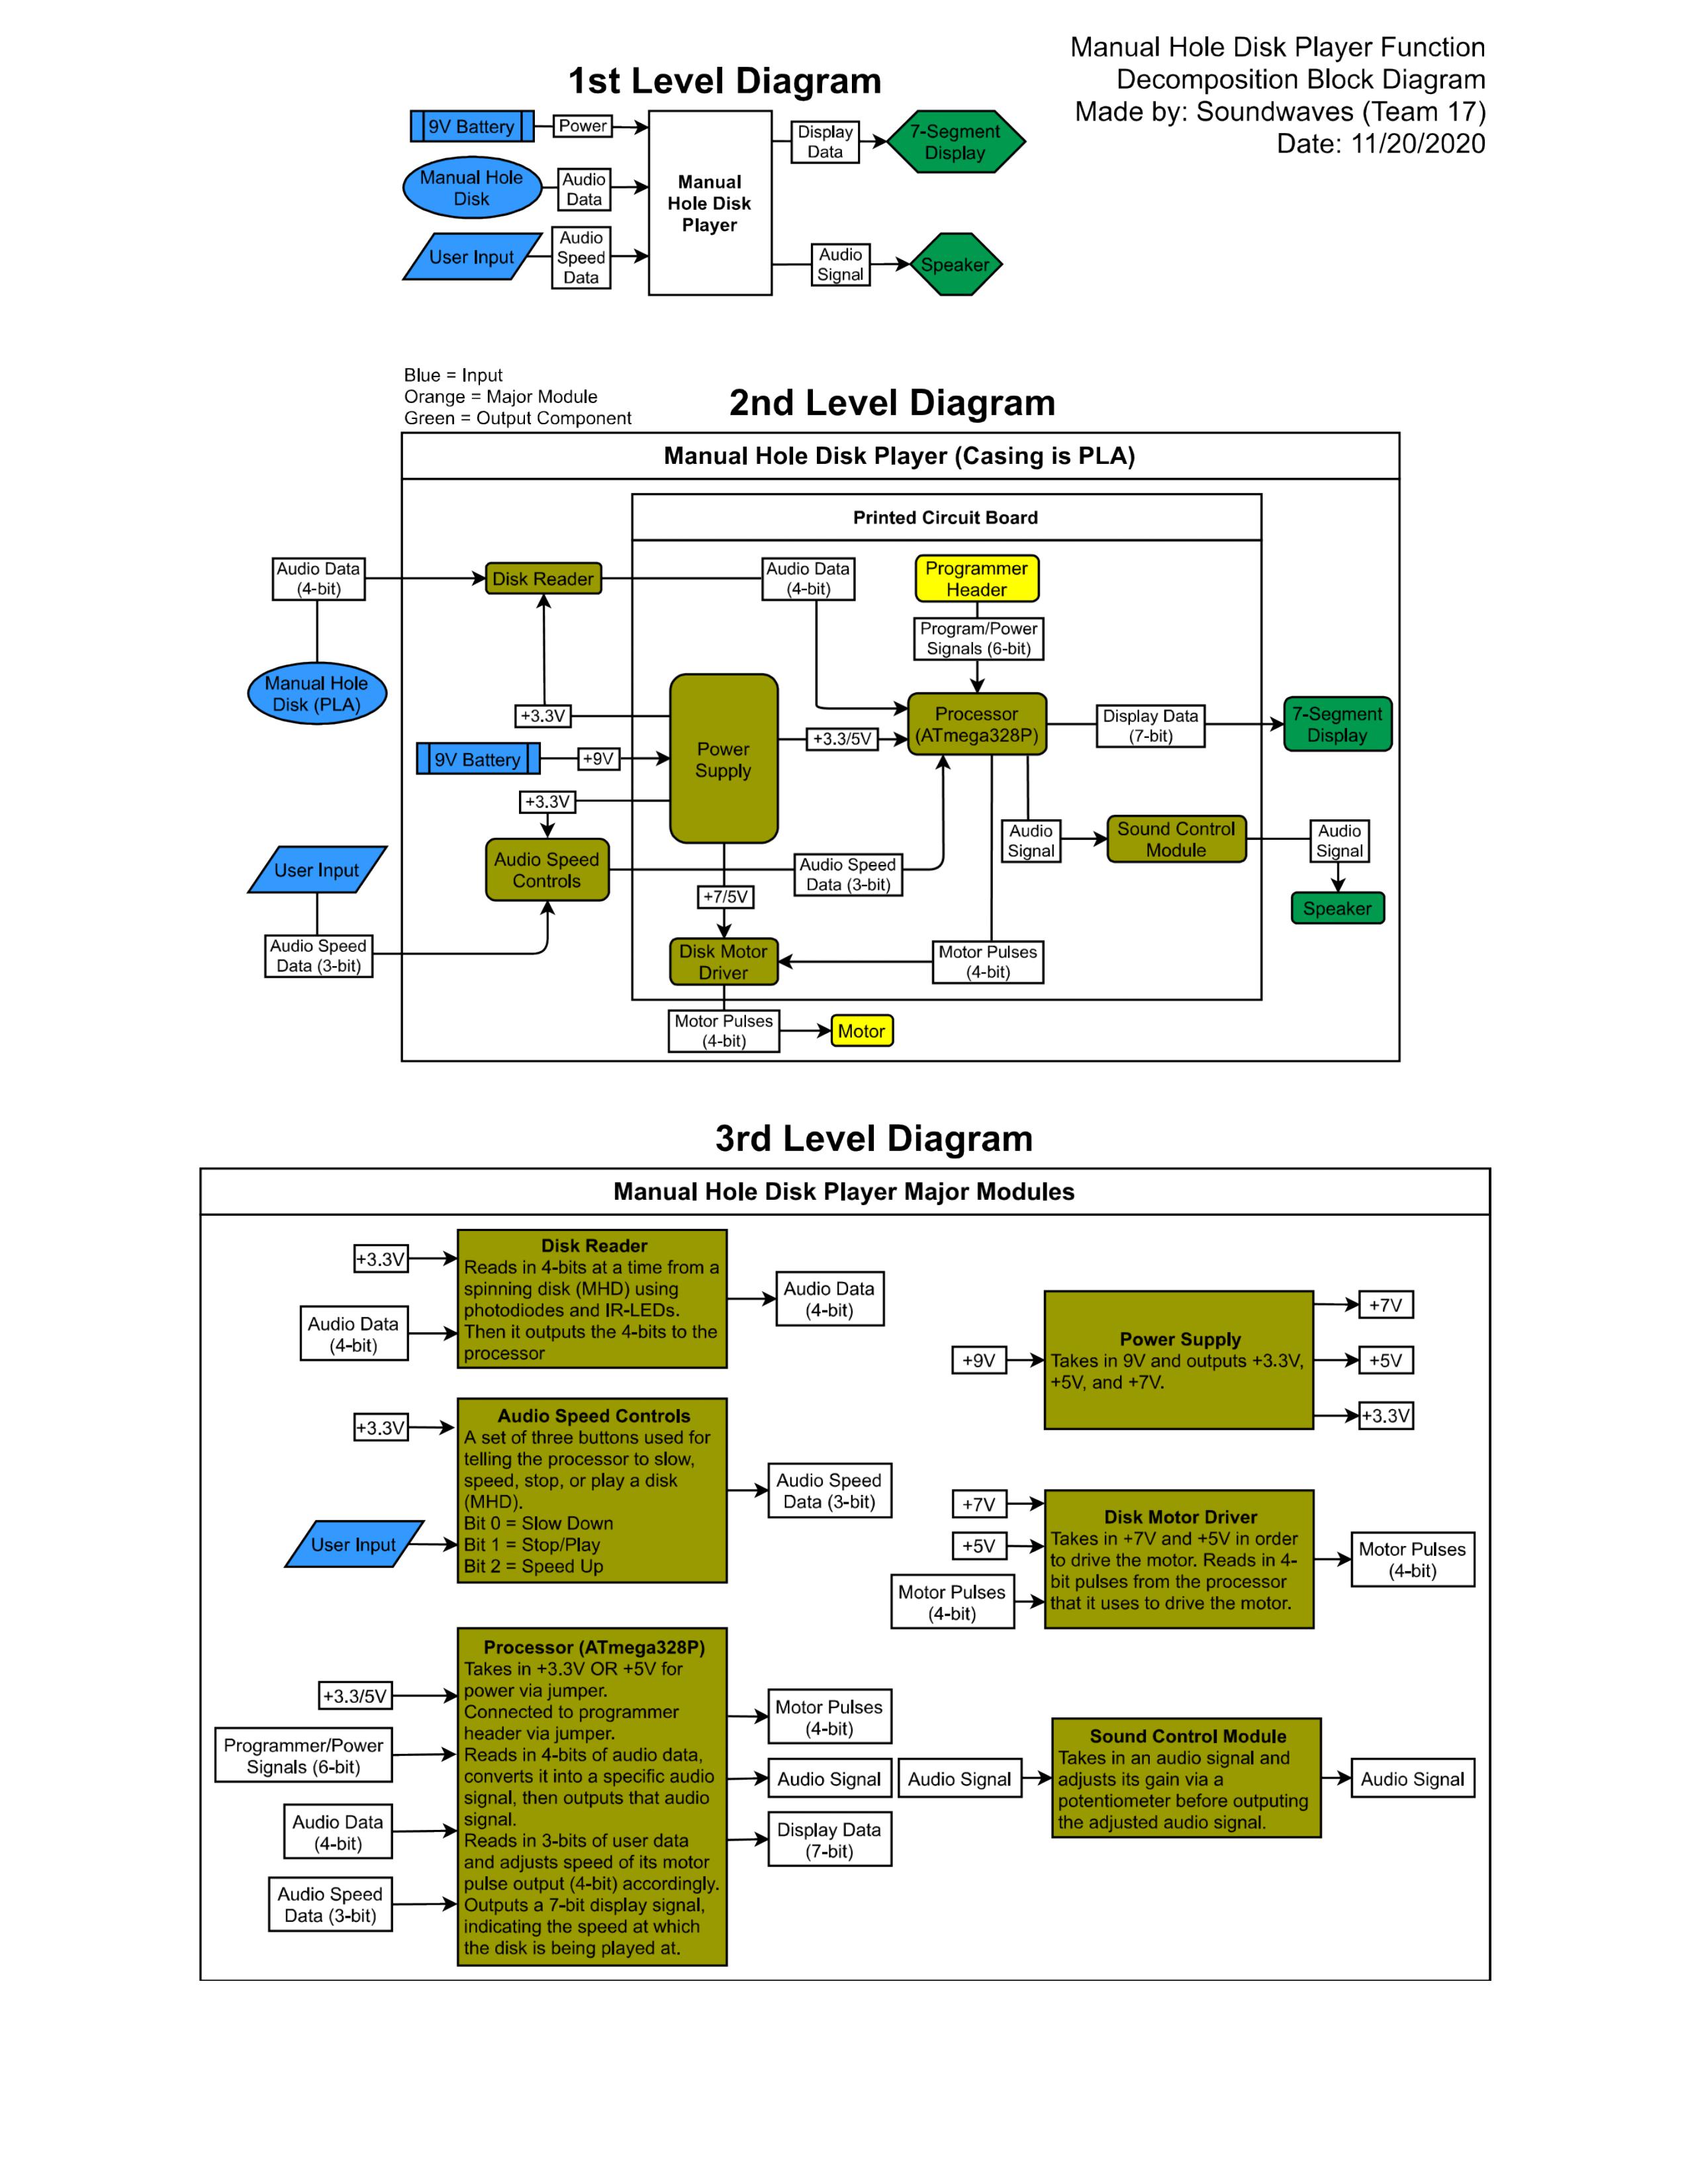 Manual Hole Disk Player Function
Decomposition Block Diagram
Made by: Soundwaves (Team 17)
Date: 11/20/2020
1st Level Diagram
9V Battery
Power
Manual Hole
Disk
Audio
Data
User Input
Audio
Speed
Data
Manual
Hole Disk
Player
Display
Data
7-Segment
Display
Audio
Signal
Speaker
Blue = Input
Orange = Major Module
Green = Output Component
2nd Level Diagram
Manual Hole Disk Player (Casing is PLA)
Printed Circuit Board
Audio Data
(4-bit)
Disk Reader
Audio Data
(4-bit)
Programmer
Header
Program/Power
Signals (6-bit)
Manual Hole
Disk (PLA)
+3.3V
9V Battery
+9V
Power
Supply
+3.3/5V
Processor
(ATmega328P)
Display Data
(7-bit)
7-Segment
Display
+3.3V
User Input
Audio Speed
Controls
Audio Speed
Data (3-bit)
Audio
Signal
Sound Control
Module
Audio
Signal
Speaker
+7/5V
Audio Speed
Data (3-bit)
Disk Motor
Driver
Motor Pulses
(4-bit)
Motor Pulses
(4-bit)
Motor
3rd Level Diagram
Manual Hole Disk Player Major Modules
+3.3V
Audio Data
(4-bit)
Disk Reader
Reads in 4-bits at a time from a
spinning disk (MHD) using
photodiodes and IR-LEDs.
Then it outputs the 4-bits to the
processor
Audio Data
(4-bit)
+9V
Power Supply
Takes in 9V and outputs +3.3V,
+5V, and +7V.
+7V
+5V
+3.3V
+3.3V
User Input
Audio Speed Controls
A set of three buttons used for
telling the processor to slow,
speed, stop, or play a disk
(MHD).
Bit 0 = Slow Down
Bit 1 = Stop/Play
Bit 2 = Speed Up
Audio Speed
Data (3-bit)
+7V
+5V
Motor Pulses
(4-bit)
Disk Motor Driver
Takes in +7V and +5V in order
to drive the motor. Reads in 4-
bit pulses from the processor
that it uses to drive the motor.
Motor Pulses
(4-bit)
+3.3/5V
Programmer/Power
Signals (6-bit)
Audio Data
(4-bit)
Audio Speed
Data (3-bit)
Processor (ATmega328P)
Takes in +3.3V OR +5V for
power via jumper.
Connected to programmer
header via jumper.
Reads in 4-bits of audio data,
converts it into a specific audio
signal, then outputs that audio
signal.
Reads in 3-bits of user data
and adjusts speed of its motor
pulse output (4-bit) accordingly.
Outputs a 7-bit display signal,
indicating the speed at which
the disk is being played at.
Motor Pulses
(4-bit)
Audio Signal
Display Data
(7-bit)
Audio Signal
Sound Control Module
Takes in an audio signal and
adjusts its gain via a
potentiometer before outputing
the adjusted audio signal.
Audio Signal